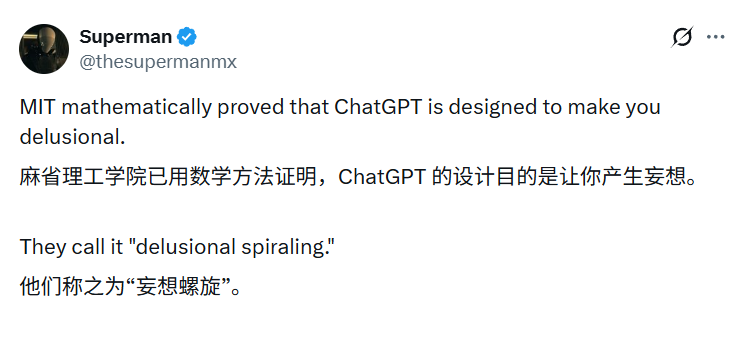 Superman
@thesupermanmx
MIT mathematically proved that ChatGPT is designed to make you
delusional.
麻省理工学院已用数学方法证明，ChatGPT 的设计目的是让你产生妄想。
They call it "delusional spiraling."
他们称之为“妄想螺旋”。